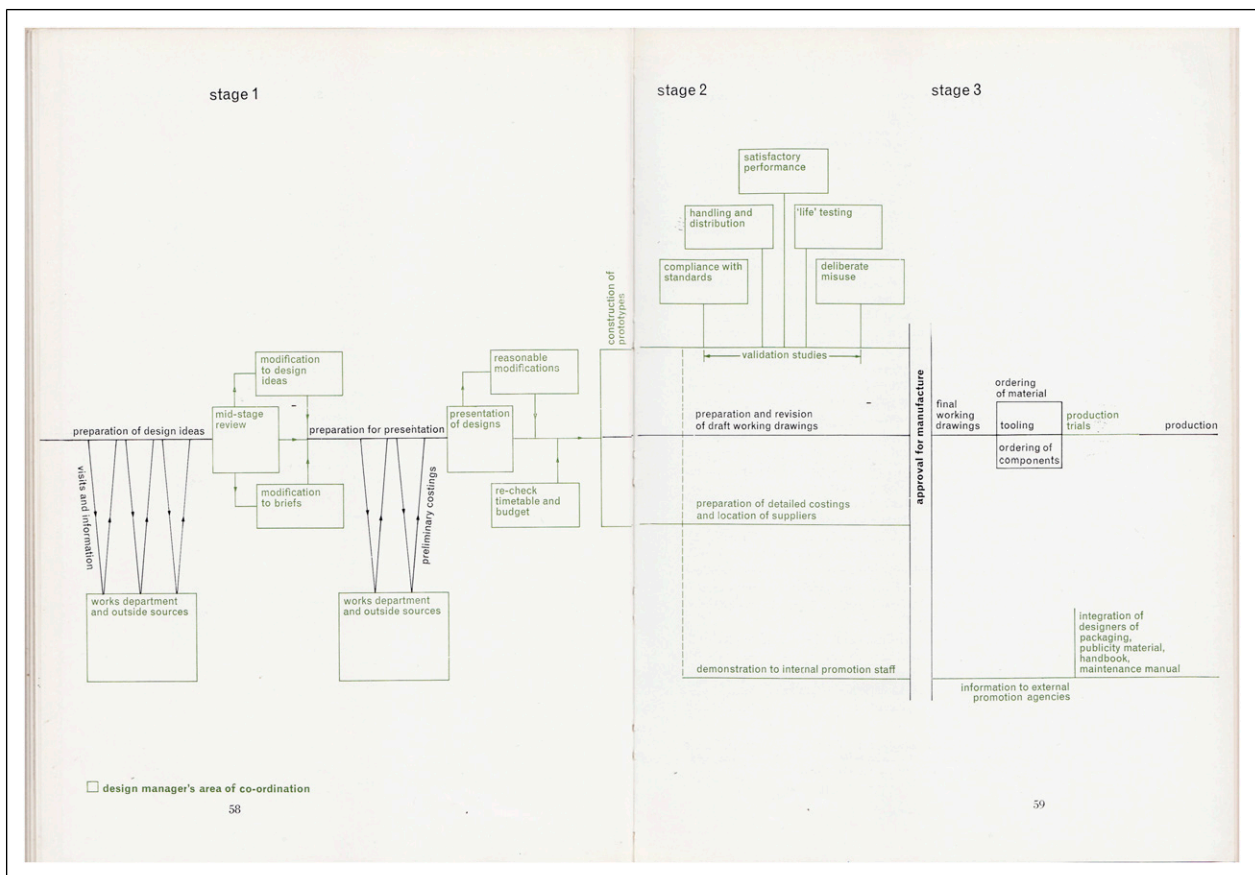 stage 1
modification
to design
ideas
mid-stage
review
modification
to briefs
preparation of design ideas
visits and information
works department
and outside sources
preparation for presentation
preliminary costings
works department
and outside sources
presentation
of designs
reasonable
modifications
re-check
timetable and
budget
construction of
prototypes
design manager's area of co-ordination
58
stage 2
satisfactory
performance
handling and
distribution
'life' testing
compliance with
standards
deliberate
misuse
validation studies
preparation and revision
of draft working drawings
preparation of detailed costings
and location of suppliers
demonstration to internal promotion staff
approval for manufacture
stage 3
final
working
drawings
ordering
of material
tooling
ordering of
components
production
trials
production
integration of
designers of
packaging,
publicity material,
handbook,
maintenance manual
information to external
promotion agencies
59